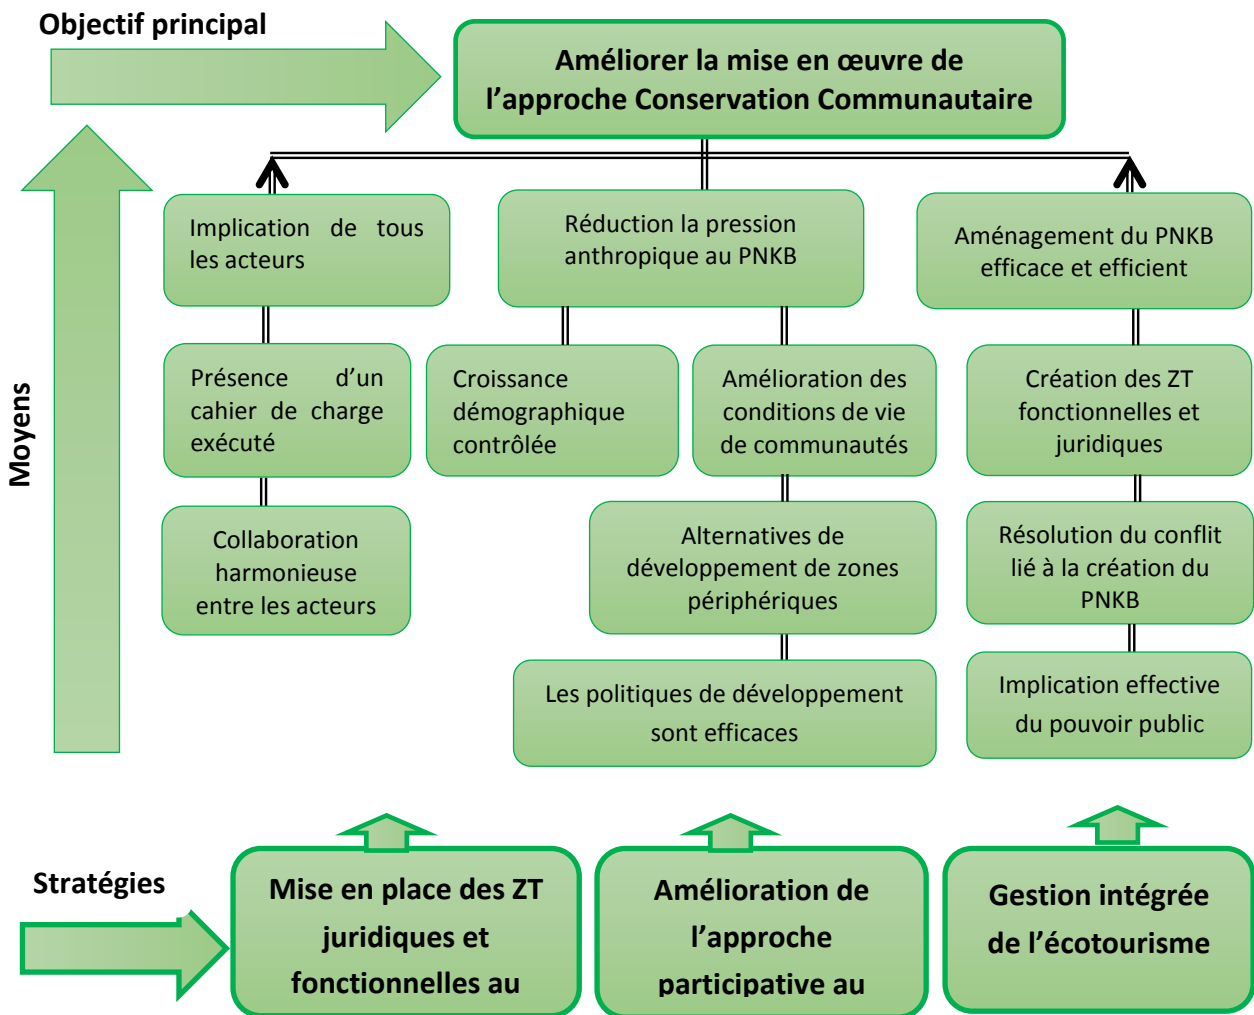 Objectif principal
Améliorer la mise en œuvre de
l’approche Conservation Communautaire
Moyens
Implication de tous
les acteurs
Réduction la pression
anthropique au PNKB
Aménagement du PNKB
efficace et efficient
Présence d’un
cahier de charge
exécuté
Croissance
démographique
contrôlée
Amélioration des
conditions de vie
de communautés
Création des ZT
fonctionnelles et
juridiques
Collaboration
harmonieuse
entre les acteurs
Alternatives de
développement de zones
périphériques
Résolution du conflit
lié à la création du
PNKB
Les politiques de développement
sont efficaces
Implication effective
du pouvoir public
Stratégies
Mise en place des ZT
juridiques et
fonctionnelles au
Amélioration de
l’approche
participative au
Gestion intégrée
de l’écotourisme